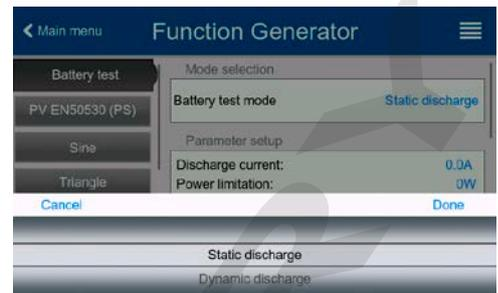 Main menu
Function Generator
Battery test
PV EN50530 (PS)
Sine
Triangle
Mode selection
Battery test mode Static discharge
Parameter setup
Discharge current: 0.0A
Power limitation: 0W
Cancel Done
Static discharge
Dynamic discharge